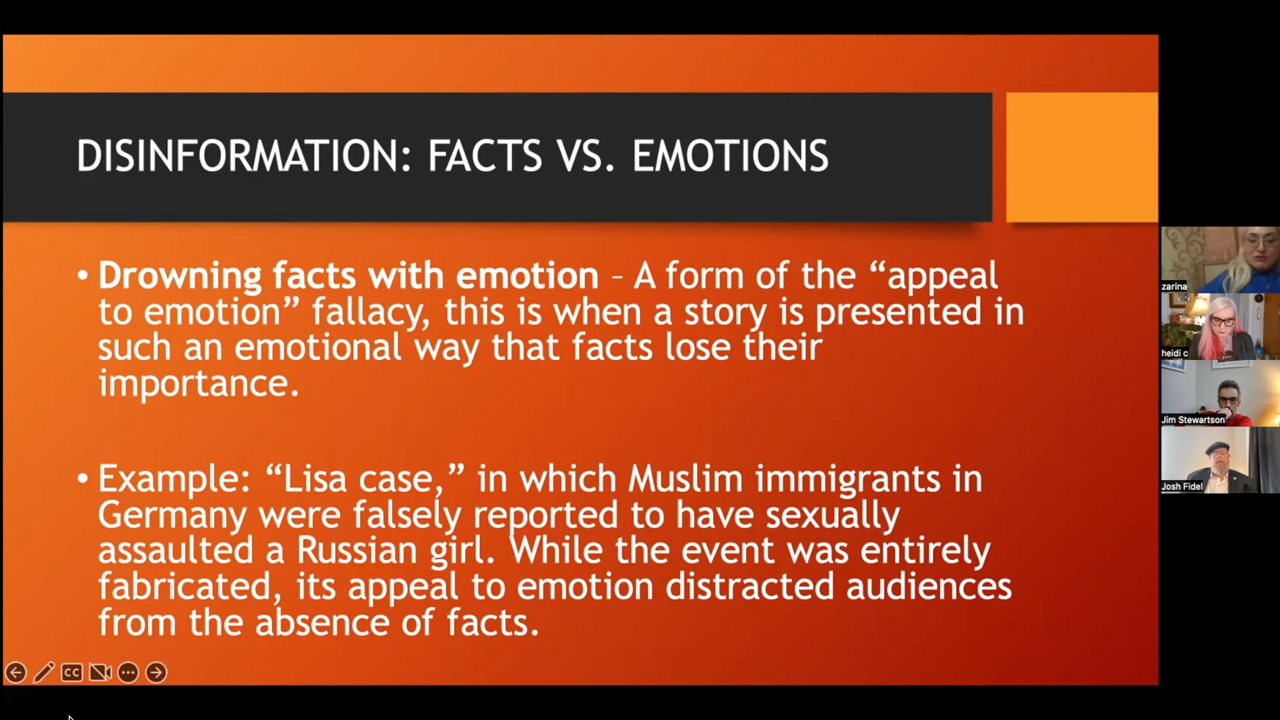 DISINFORMATION: FACTS VS. EMOTIONS
• Drowning facts with emotion – A form of the “appeal
to emotion” fallacy, this is when a story is presented in
such an emotional way that facts lose their
importance.
• Example: “Lisa case,” in which Muslim immigrants in
Germany were falsely reported to have sexually
assaulted a Russian girl. While the event was entirely
fabricated, its appeal to emotion distracted audiences
from the absence of facts.
CC
zarina
heidi c
Jim Stewartson
Josh Fidel